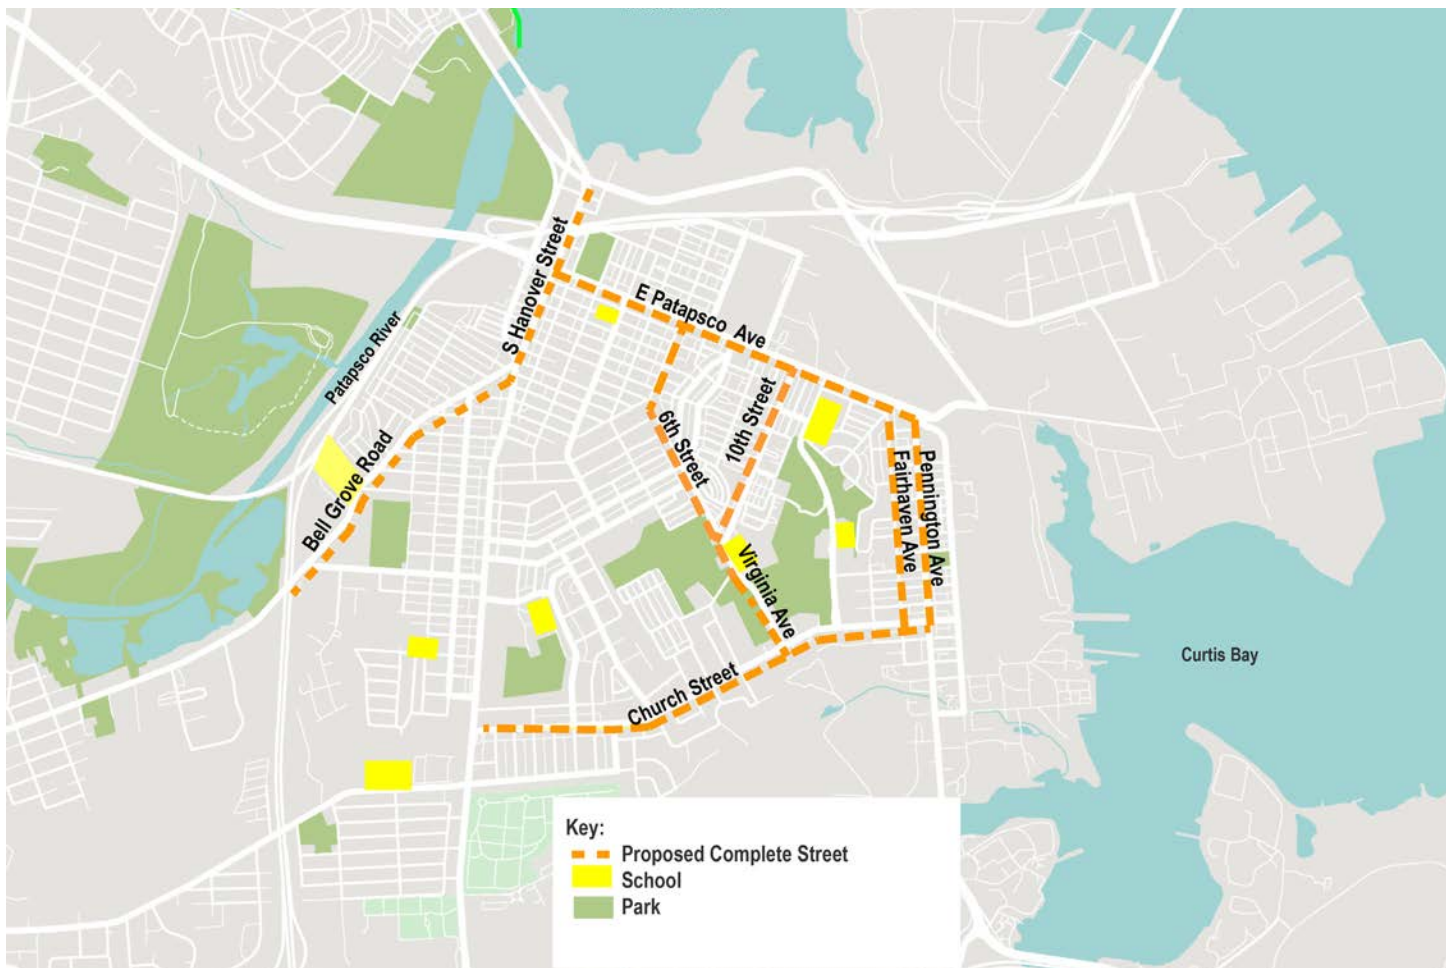 S Hanover Street
E Patapsco Ave
Patapsco River
10th Street
6th Street
Bell Grove Road
Fairhaven Ave
Pennington Ave
Virginia Ave
Curtis Bay
Church Street
Key:
Proposed Complete Street
School
Park